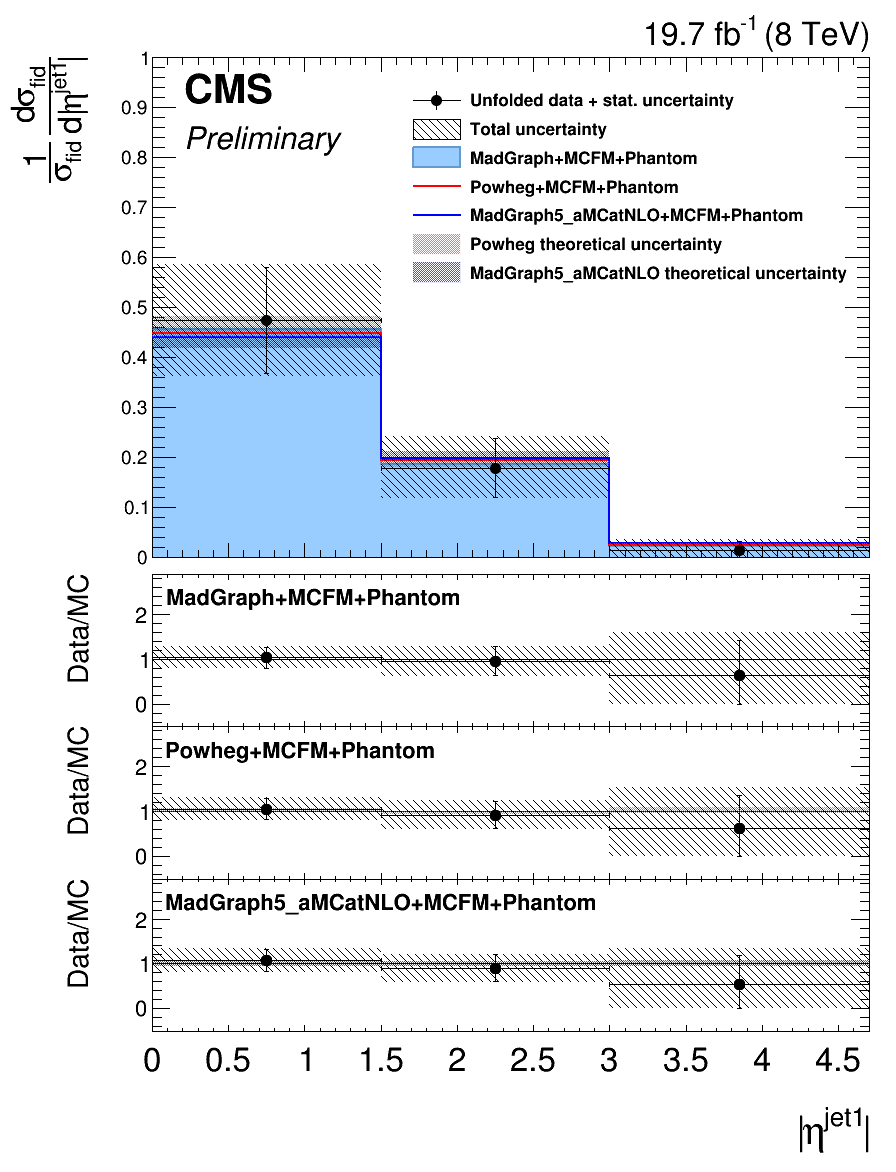 19.7 fb⁻¹ (8 TeV)
1/σ_fid dσ_fid/d|η^jet1|
1
0.9
0.8
0.7
0.6
0.5
0.4
0.3
0.2
0.1
0
CMS
Preliminary
Unfolded data + stat. uncertainty
Total uncertainty
MadGraph+MCFM+Phantom
Powheg+MCFM+Phantom
MadGraph5_aMCatNLO+MCFM+Phantom
Powheg theoretical uncertainty
MadGraph5_aMCatNLO theoretical uncertainty
Data/MC
MadGraph+MCFM+Phantom
2
1
0
Data/MC
Powheg+MCFM+Phantom
2
1
0
Data/MC
MadGraph5_aMCatNLO+MCFM+Phantom
2
1
0
0 0.5 1 1.5 2 2.5 3 3.5 4 4.5
|η^jet1|